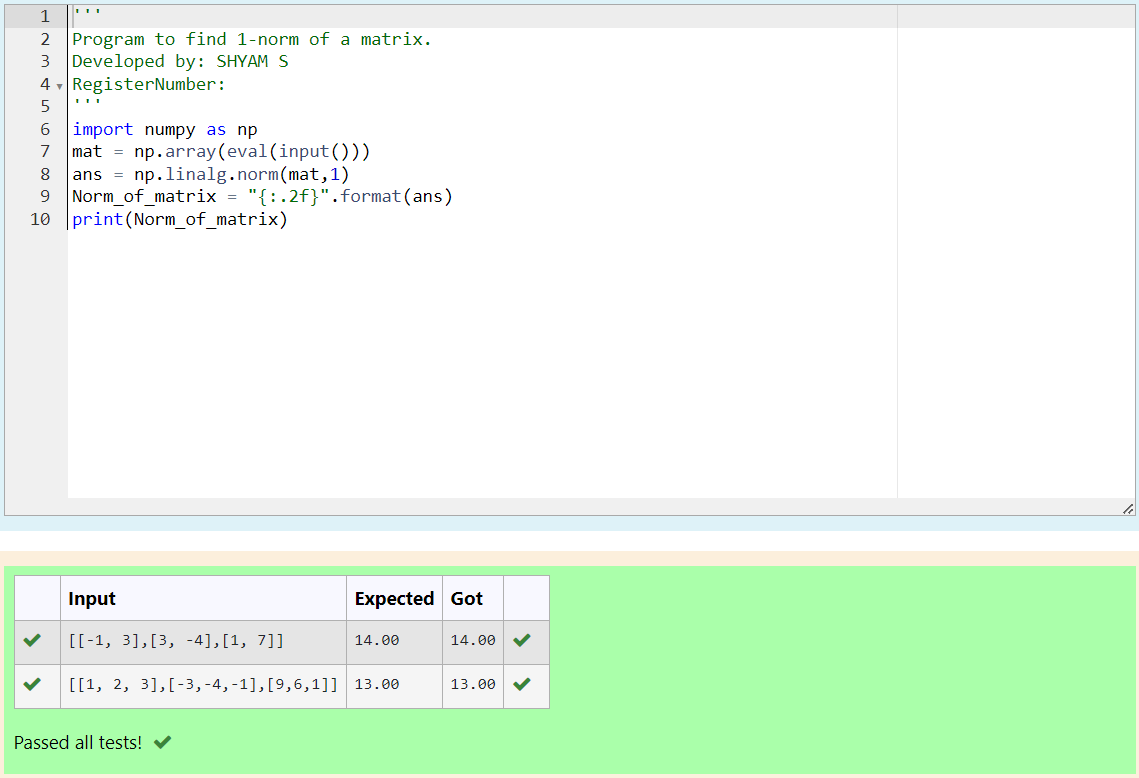 1 '''
2 Program to find 1-norm of a matrix.
3 Developed by: SHYAM S
4 RegisterNumber:
5 '''
6 import numpy as np
7 mat = np.array(eval(input()))
8 ans = np.linalg.norm(mat,1)
9 Norm_of_matrix = "{:.2f}".format(ans)
10 print(Norm_of_matrix)
Input Expected Got
[[-1, 3],[3, -4],[1, 7]] 14.00 14.00
[[1, 2, 3],[-3,-4,-1],[9,6,1]] 13.00 13.00
Passed all tests!